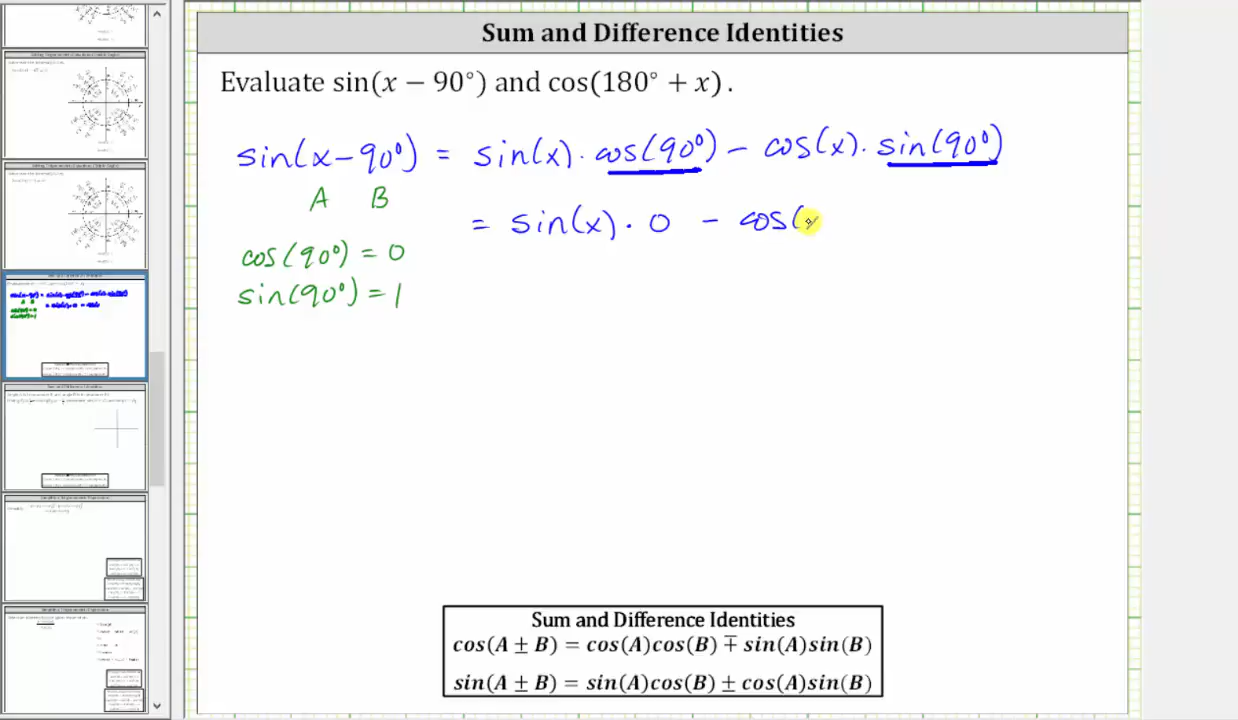 Sum and Difference Identities
Evaluate sin(x − 90°) and cos(180° + x).
sin(x-90°) = sin(x)·cos(90°) - cos(x)·sin(90°)
A B
= sin(x)·0 - cos(
cos(90°) = 0
sin(90°) = 1
Sum and Difference Identities
cos(A ± B) = cos(A)cos(B) ∓ sin(A)sin(B)
sin(A ± B) = sin(A)cos(B) ± cos(A)sin(B)